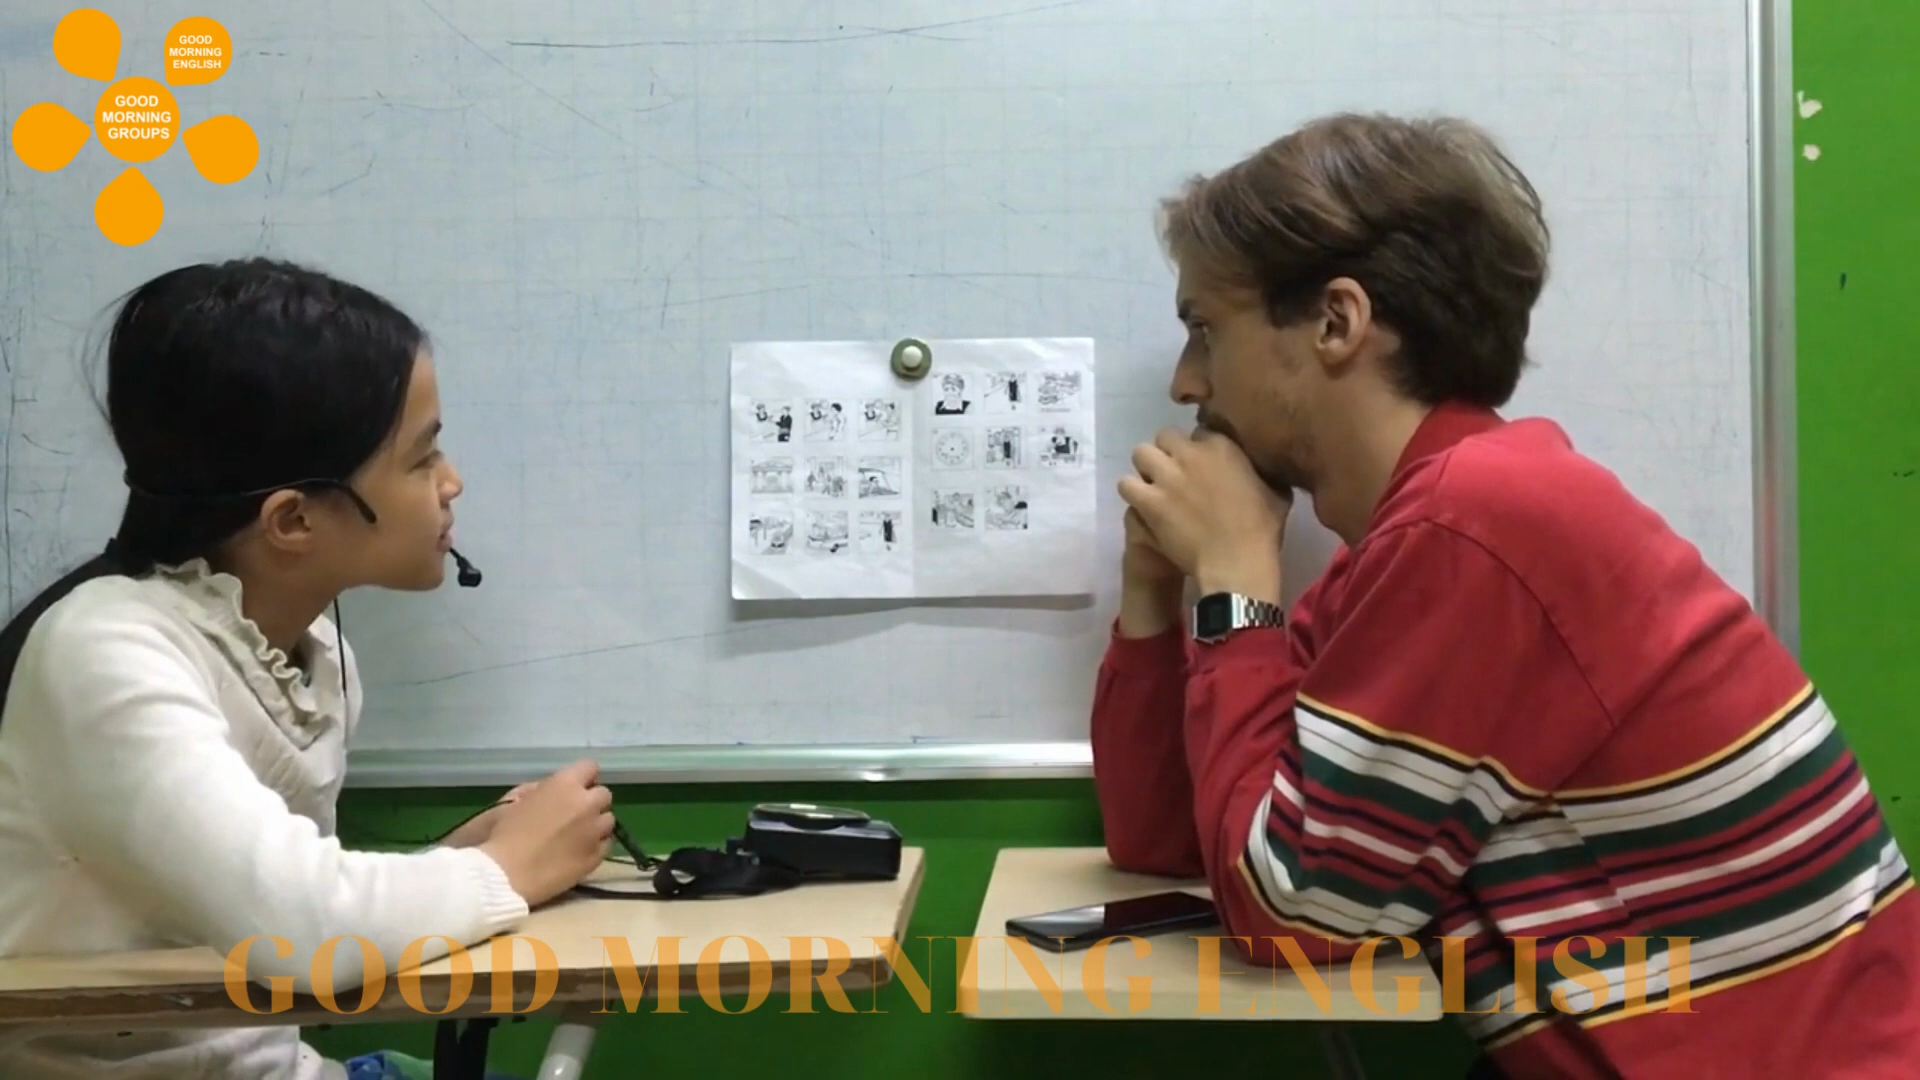 GOOD
MORNING
ENGLISH
GOOD
MORNING
GROUPS
GOOD MORNING ENGLISH